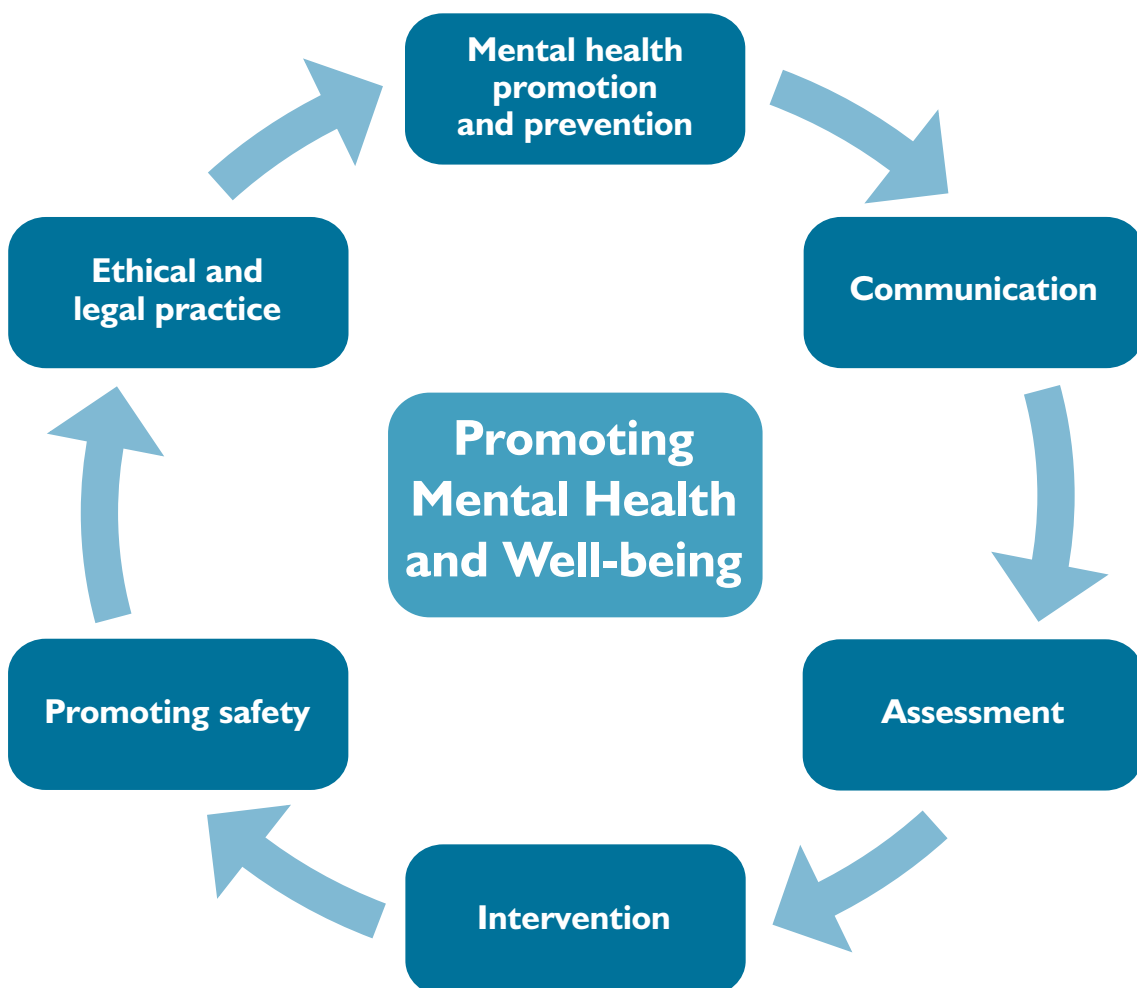 Mental health
promotion
and prevention
Communication
Assessment
Intervention
Promoting safety
Ethical and
legal practice
Promoting
Mental Health
and Well-being